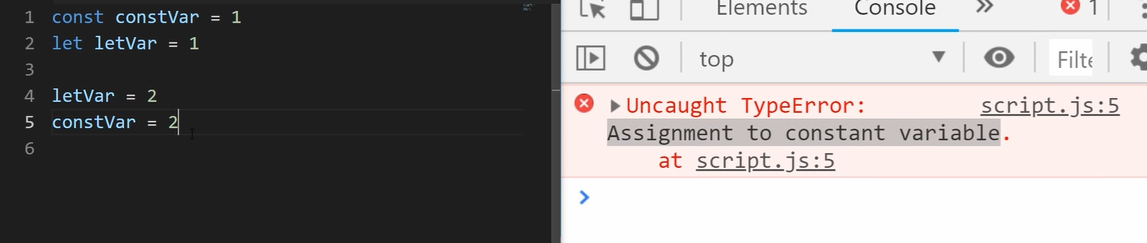 1 const constVar = 1
2 let letVar = 1
3
4 letVar = 2
5 constVar = 2
6
Elements Console » 1
top ▼
Uncaught TypeError: script.js:5
Assignment to constant variable.
at script.js:5
>